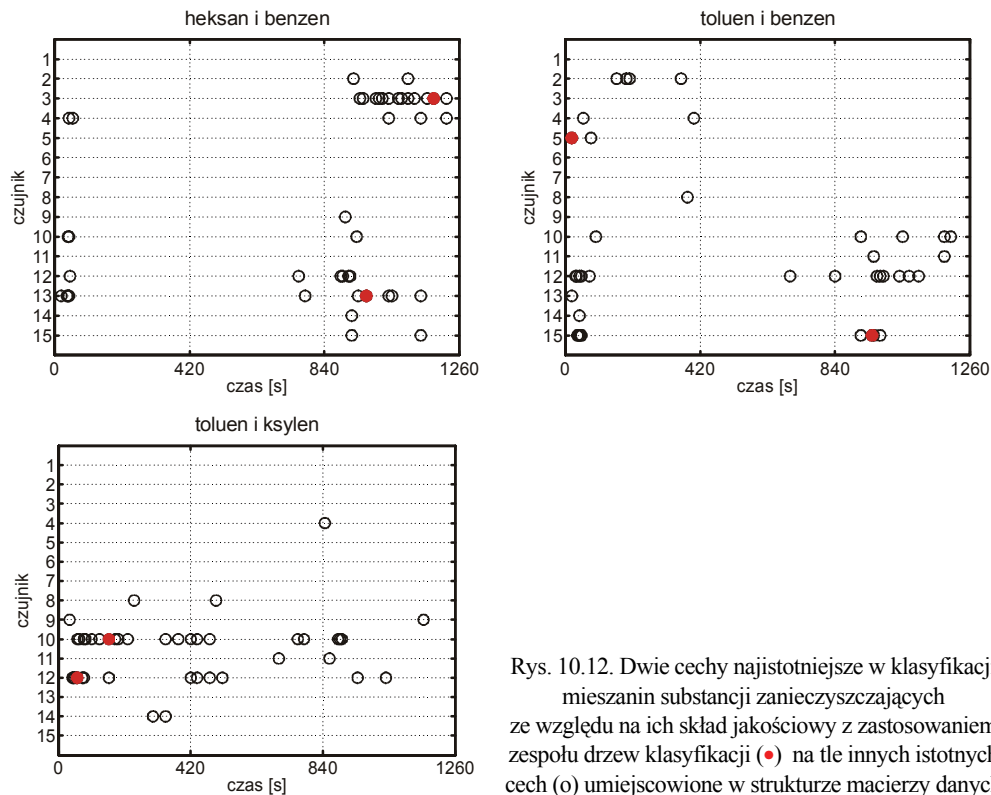 heksan i benzen
czujnik
1
2
3
4
5
6
7
8
9
10
11
12
13
14
15
0 420 840 1260
czas [s]
toluen i benzen
czujnik
1
2
3
4
5
6
7
8
9
10
11
12
13
14
15
0 420 840 1260
czas [s]
toluen i ksylen
czujnik
1
2
3
4
5
6
7
8
9
10
11
12
13
14
15
0 420 840 1260
czas [s]
Rys. 10.12. Dwie cechy najistotniejsze w klasyfikacj
mieszanin substancji zanieczyszczających
ze względu na ich skład jakościowy z zastosowaniem
zespołu drzew klasyfikacji (•) na tle innych istotnych
cech (o) umiejscowione w strukturze macierzy danych